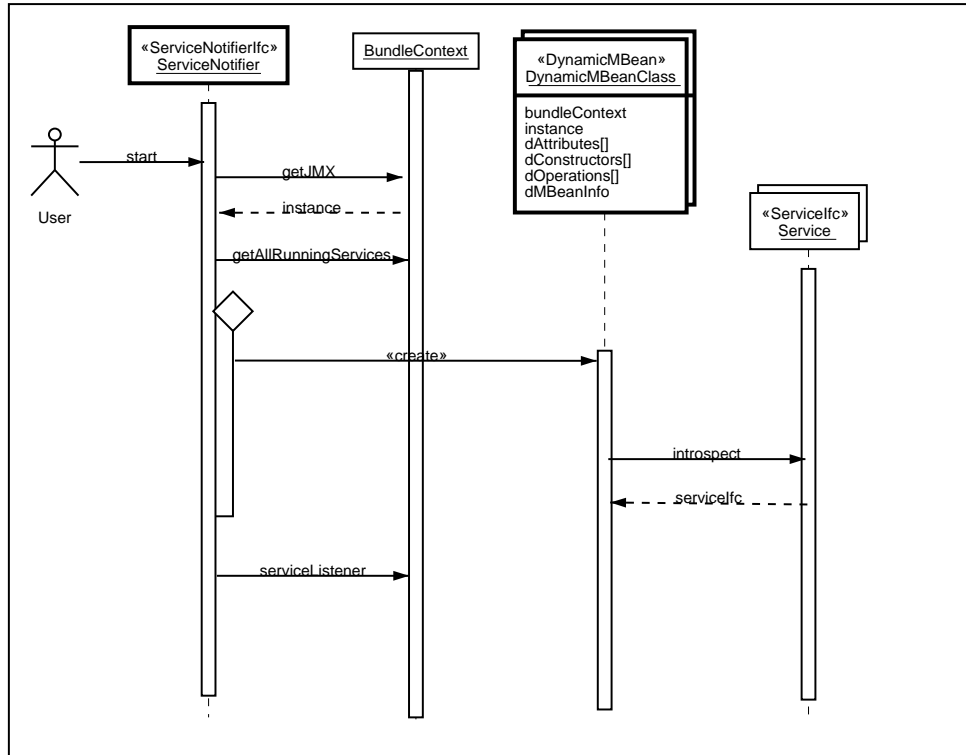 «ServiceNotifierIfc»
ServiceNotifier
BundleContext
«DynamicMBean»
DynamicMBeanClass
bundleContext
instance
dAttributes[]
dConstructors[]
dOperations[]
dMBeanInfo
start
User
getJMX
instance
«ServiceIfc»
Service
getAllRunningServices
«create»
introspect
serviceIfc
serviceListener